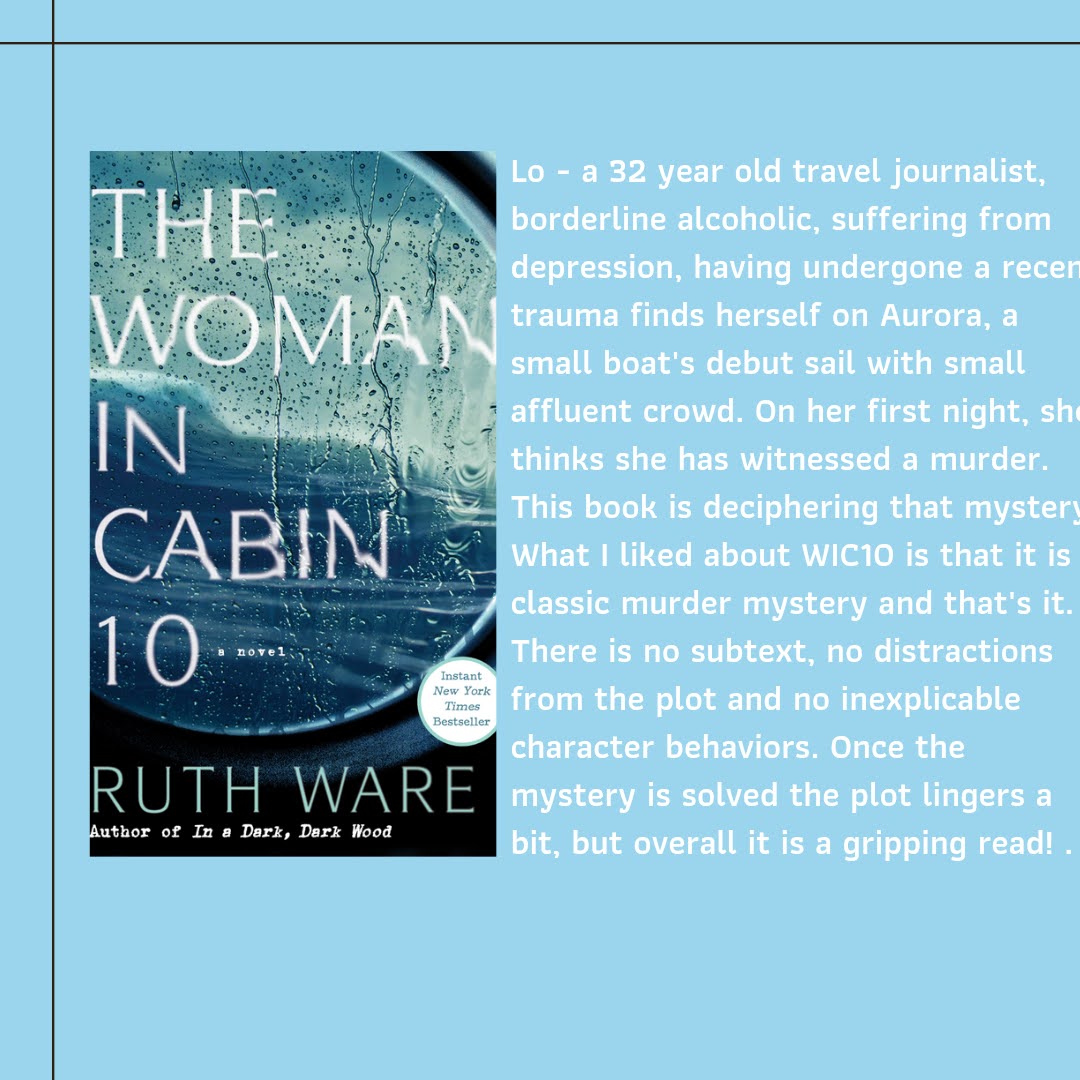 THE
WOMAN
IN
CABIN
10
a novel
Instant
New York
Times
Bestseller
RUTH WARE
Author of In a Dark, Dark Wood
Lo - a 32 year old travel journalist,
borderline alcoholic, suffering from
depression, having undergone a recen
trauma finds herself on Aurora, a
small boat's debut sail with small
affluent crowd. On her first night, she
thinks she has witnessed a murder.
This book is deciphering that mystery
What I liked about WIC10 is that it is
classic murder mystery and that's it.
There is no subtext, no distractions
from the plot and no inexplicable
character behaviors. Once the
mystery is solved the plot lingers a
bit, but overall it is a gripping read! .